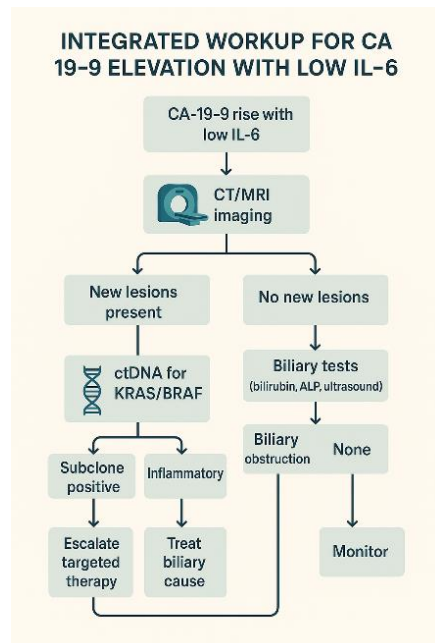 INTEGRATED WORKUP FOR CA
19–9 ELEVATION WITH LOW IL–6
CA-19–9 rise with
low IL-6
CT/MRI
imaging
New lesions
present
No new lesions
ctDNA for
KRAS/BRAF
Biliary tests
(bilirubin, ALP, ultrasound)
Subclone
positive
Inflammatory
Biliary
obstruction
None
Escalate
targeted
therapy
Treat
biliary
cause
Monitor